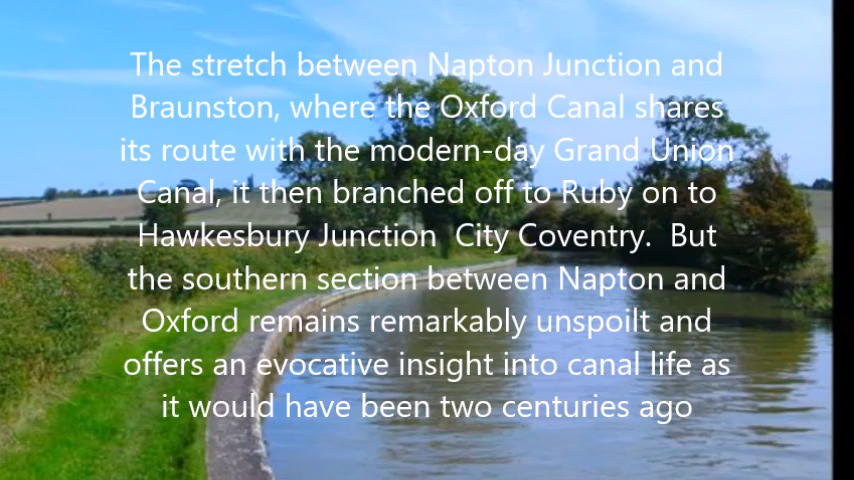 The stretch between Napton Junction and
Braunston, where the Oxford Canal shares
its route with the modern-day Grand Union
Canal, it then branched off to Ruby on to
Hawkesbury Junction  City Coventry.  But
the southern section between Napton and
Oxford remains remarkably unspoilt and
offers an evocative insight into canal life as
it would have been two centuries ago